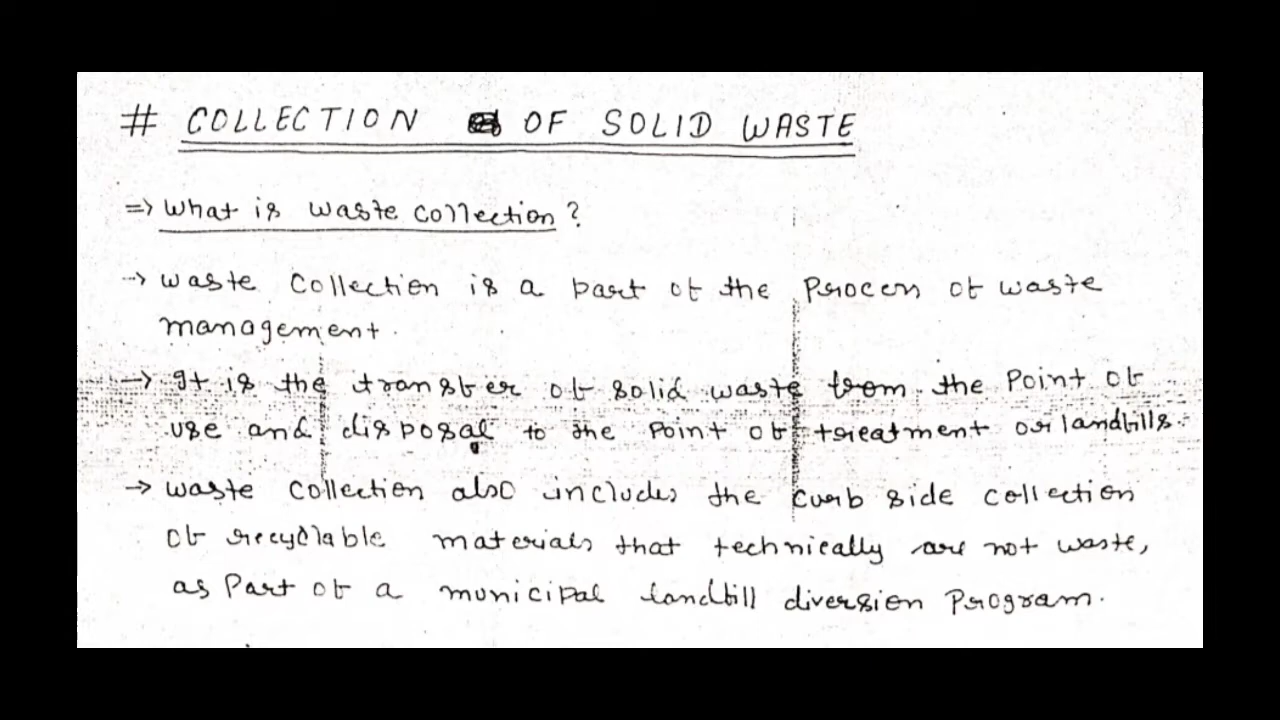 # COLLECTION OF SOLID WASTE
=> What is waste collection?
-> waste collection is a part of the Process of waste
management.
-> It is the transfer of solid waste from the Point of
use and disposal to the Point of treatment or landfills.
-> waste collection also includes the curb side collection
of recyclable materials that technically are not waste,
as Part of a municipal landfill diversion Program.